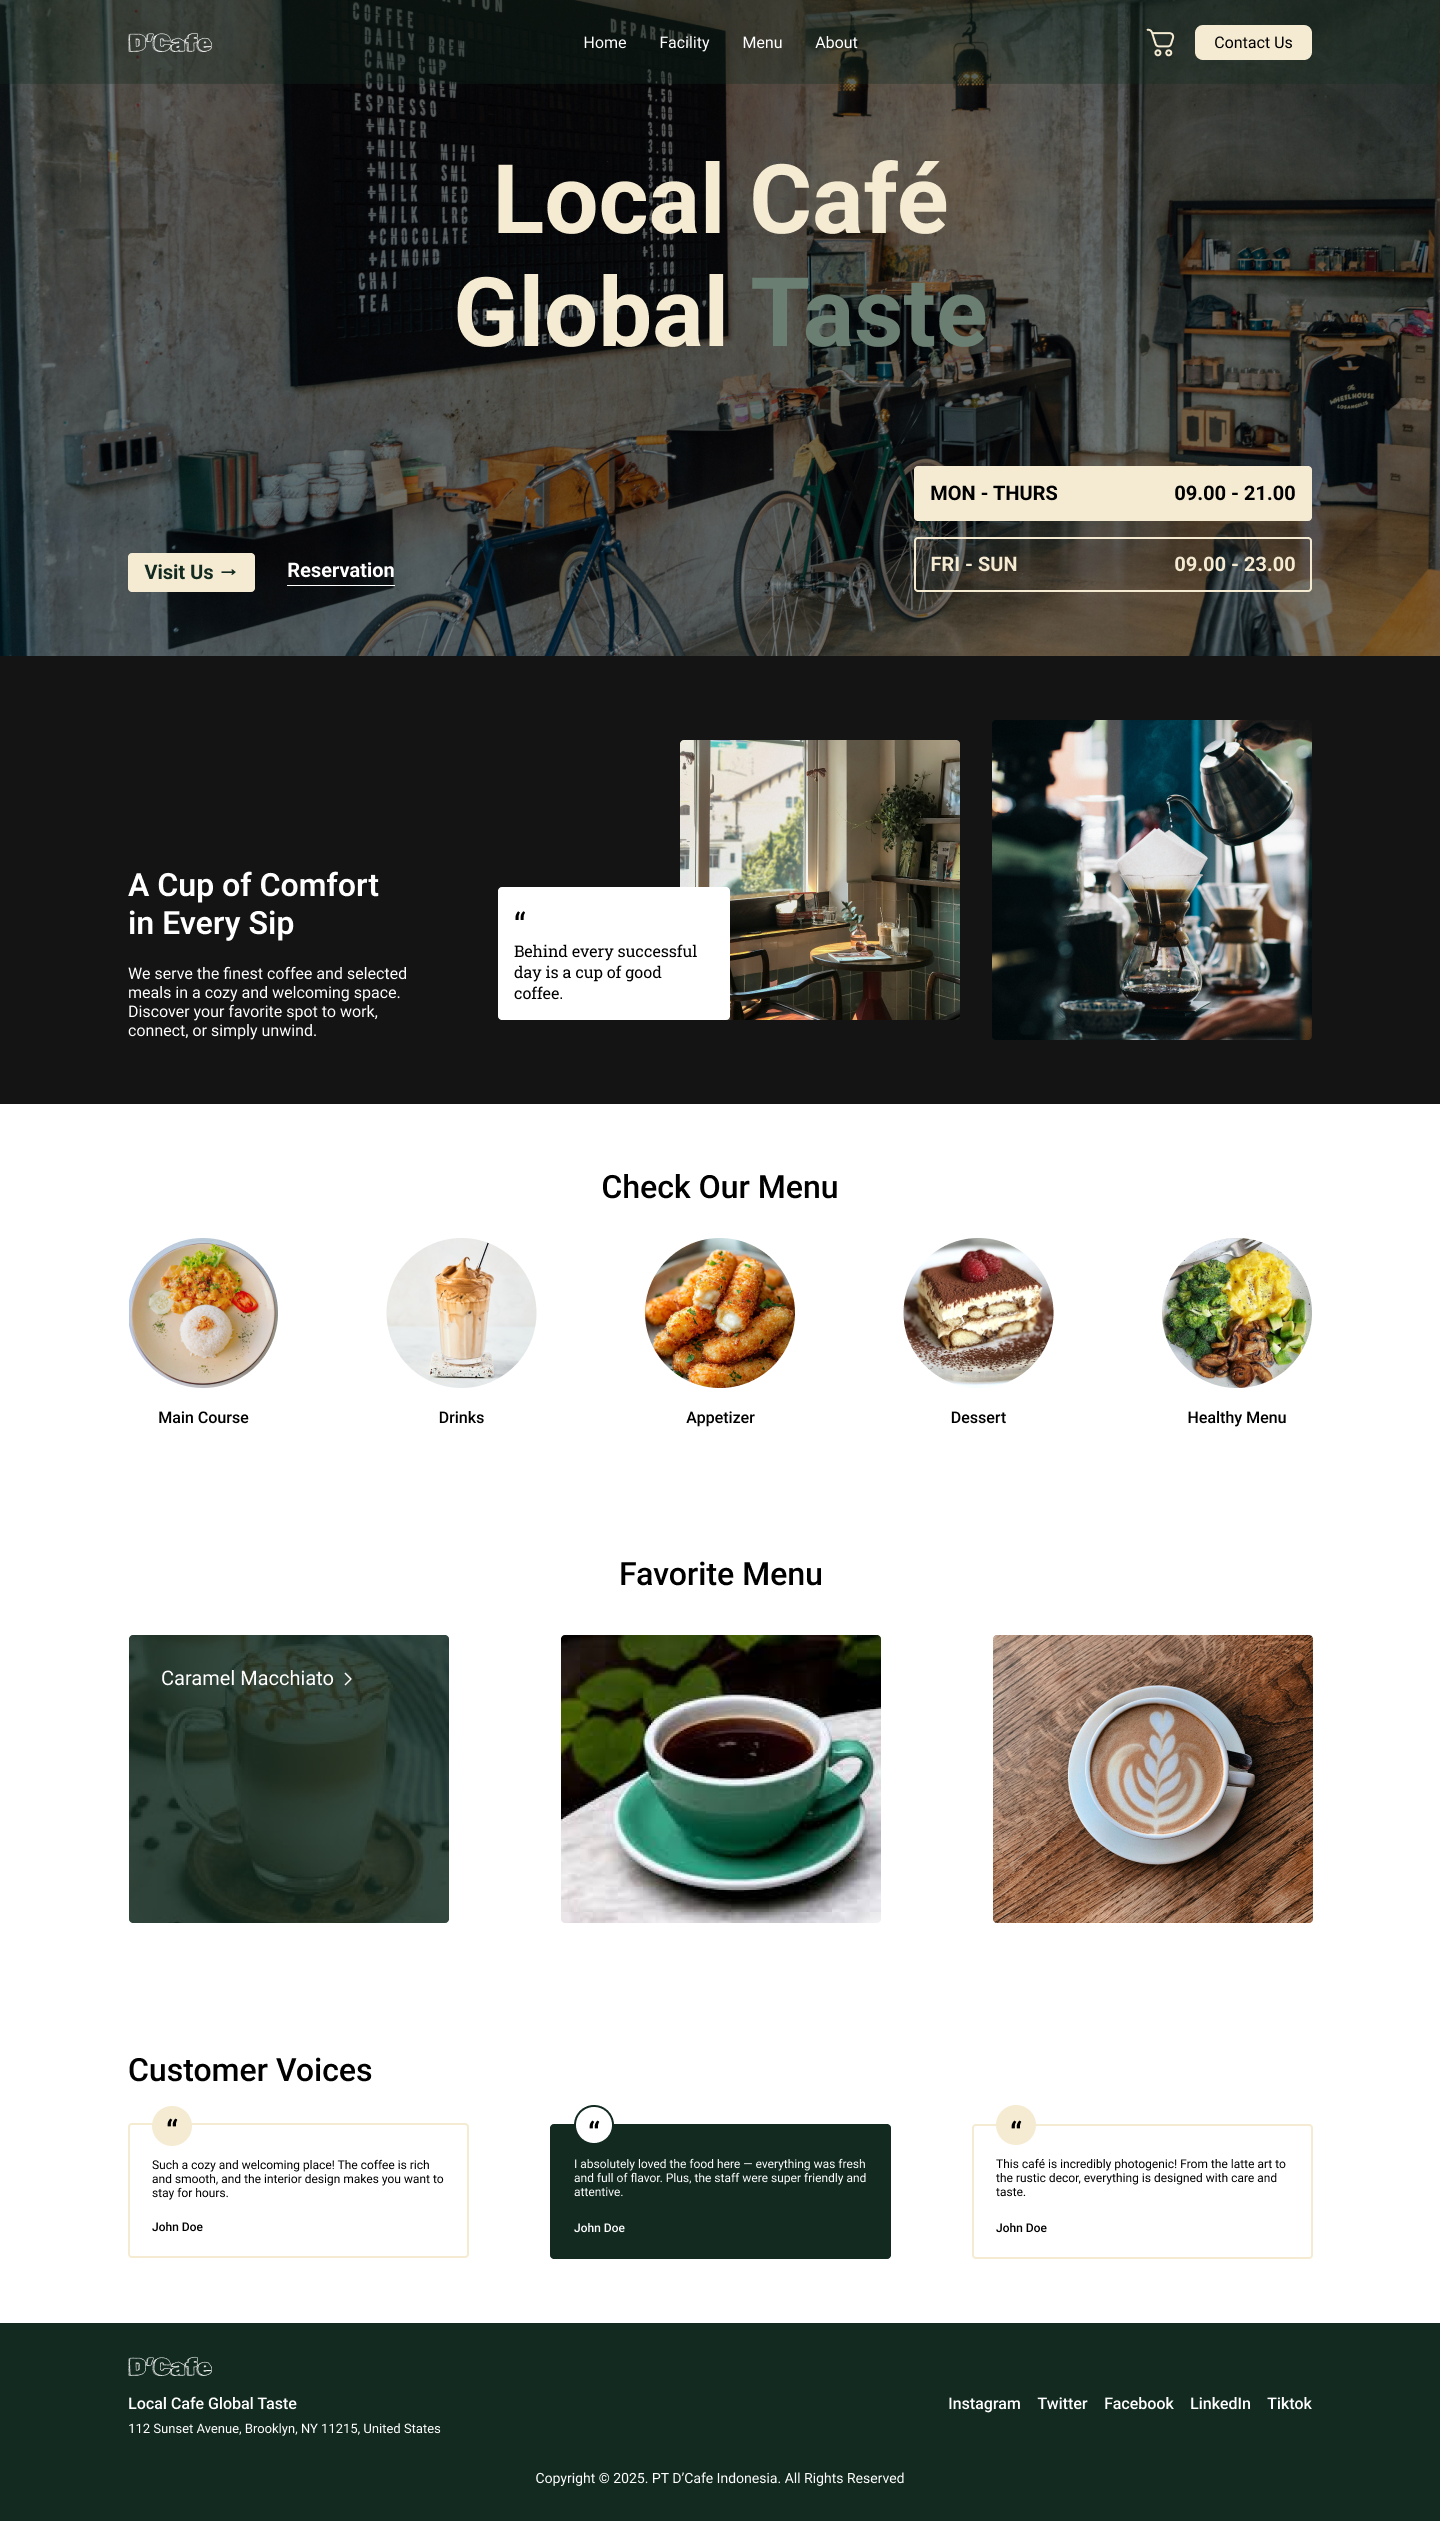 D'Cafe
Home
Facility
Menu
About
Contact Us
COFFEE
DAILY BREW
CAMP CUP
COLD BREW
ESPRESSO
+WATER
+MILK MINI
+MILK SML
+MILK MED
+MILK LRG
+CHOCOLATE
+ALMOND
CHAI
TEA
3.00
4.50
4.00
Local Café
Global Taste
WHEELHOUSE
MON - THURS
09.00 - 21.00
FRI - SUN
09.00 - 23.00
Visit Us →
Reservation
A Cup of Comfort
in Every Sip
We serve the finest coffee and selected
meals in a cozy and welcoming space.
Discover your favorite spot to work,
connect, or simply unwind.
“
Behind every successful
day is a cup of good
coffee.
Check Our Menu
Main Course
Drinks
Appetizer
Dessert
Healthy Menu
Favorite Menu
Caramel Macchiato >
Customer Voices
“
Such a cozy and welcoming place! The coffee is rich
and smooth, and the interior design makes you want to
stay for hours.
John Doe
“
I absolutely loved the food here — everything was fresh
and full of flavor. Plus, the staff were super friendly and
attentive.
John Doe
“
This café is incredibly photogenic! From the latte art to
the rustic decor, everything is designed with care and
taste.
John Doe
D'Cafe
Local Cafe Global Taste
112 Sunset Avenue, Brooklyn, NY 11215, United States
Instagram
Twitter
Facebook
LinkedIn
Tiktok
Copyright © 2025. PT D'Cafe Indonesia. All Rights Reserved